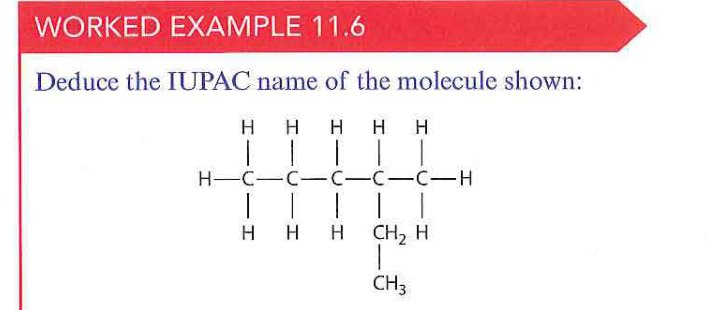 WORKED EXAMPLE 11.6
Deduce the IUPAC name of the molecule shown:
H H H H H
H—C—C—C—C—C—H
H H H CH₂ H
CH₃